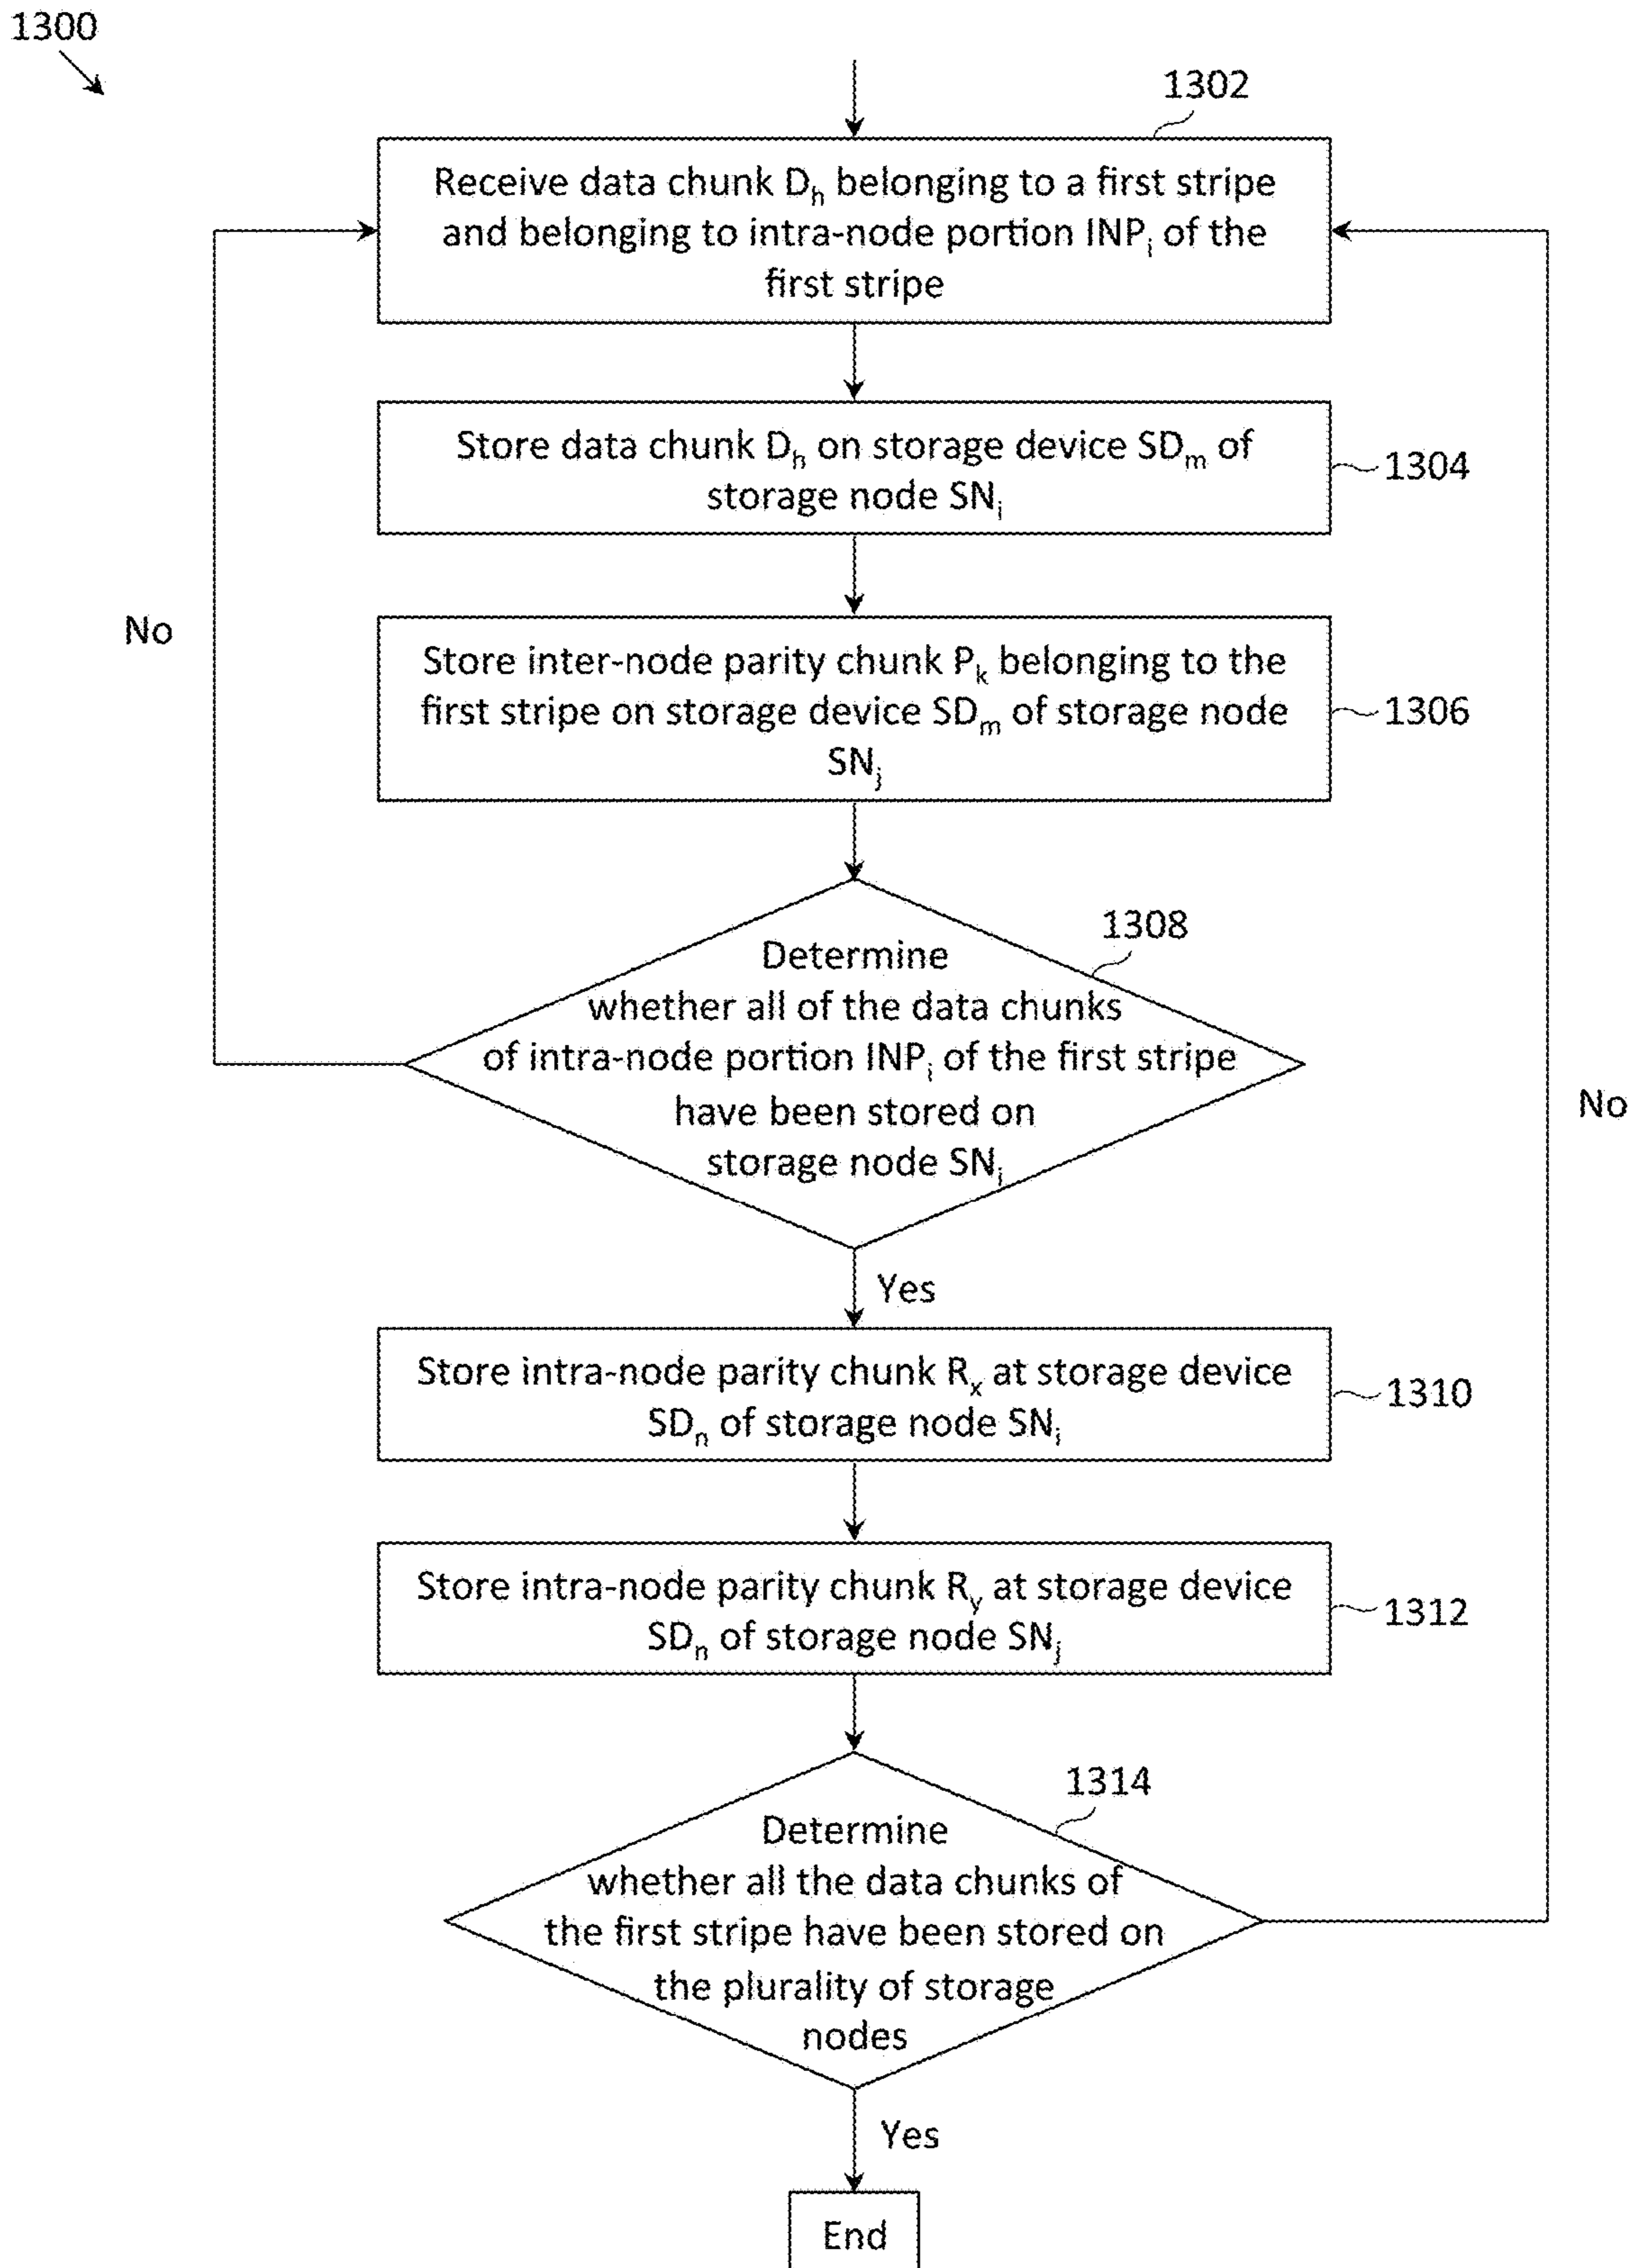 1300
1302
Receive data chunk Dh belonging to a first stripe
and belonging to intra-node portion INPi of the
first stripe
Store data chunk Dh on storage device SDm of
storage node SNi
1304
No
Store inter-node parity chunk Pk belonging to the
first stripe on storage device SDm of storage node
SNj
1306
1308
Determine
whether all of the data chunks
of intra-node portion INPi of the first stripe
have been stored on
storage node SNi
No
Yes
Store intra-node parity chunk Rx at storage device
SDn of storage node SNi
1310
Store intra-node parity chunk Ry at storage device
SDn of storage node SNj
1312
1314
Determine
whether all the data chunks of
the first stripe have been stored on
the plurality of storage
nodes
Yes
End